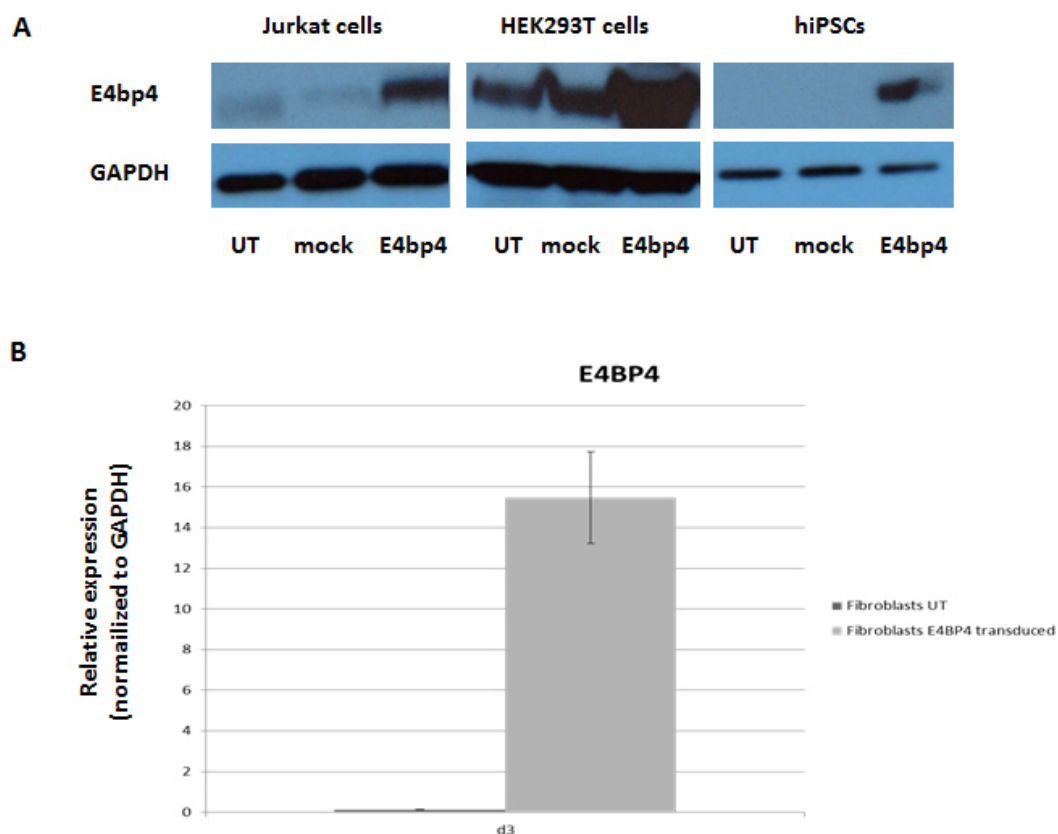 A
Jurkat cells HEK293T cells hiPSCs
E4bp4
GAPDH
UT mock E4bp4 UT mock E4bp4 UT mock E4bp4
B
E4BP4
Relative expression
(normailized to GAPDH)
20
18
16
14
12
10
8
6
4
2
0
d3
Fibroblasts UT
Fibroblasts E4BP4 transduced